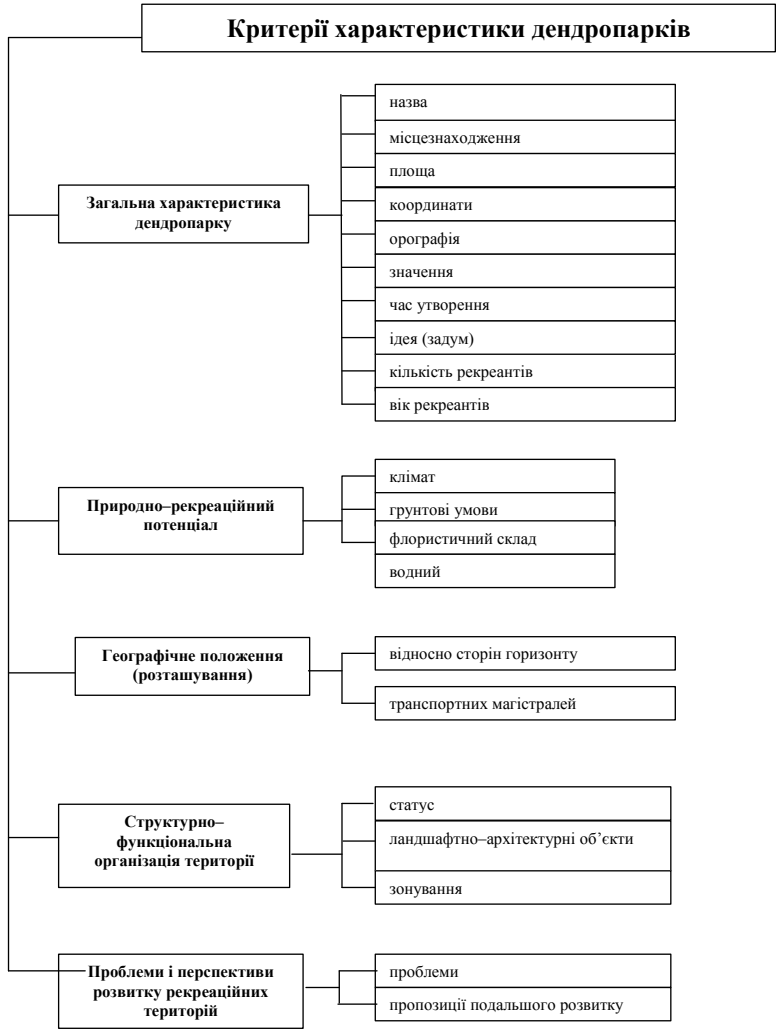 Критерії характеристики дендропарків
Загальна характеристика
дендропарку
назва
місцезнаходження
площа
координати
орографія
значення
час утворення
ідея (задум)
кількість рекреантів
вік рекреантів
Природно–рекреаційний
потенціал
клімат
грунтові умови
флористичний склад
водний
Географічне положення
(розташування)
відносно сторін горизонту
транспортних магістралей
Структурно–
функціональна
організація території
статус
ландшафтно–архітектурні об’єкти
зонування
Проблеми і перспективи
розвитку рекреаційних
територій
проблеми
пропозиції подальшого розвитку